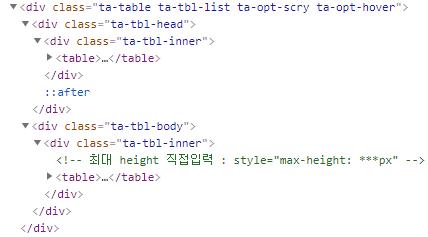 ▼<div class="ta-table ta-tbl-list ta-opt-scry ta-opt-hover">
▼<div class="ta-tbl-head">
▼<div class="ta-tbl-inner">
▶<table>…</table>
</div>
::after
</div>
▼<div class="ta-tbl-body">
▼<div class="ta-tbl-inner">
<!-- 최대 height 직접입력 : style="max-height: ***px" -->
▶<table>…</table>
</div>
</div>
</div>